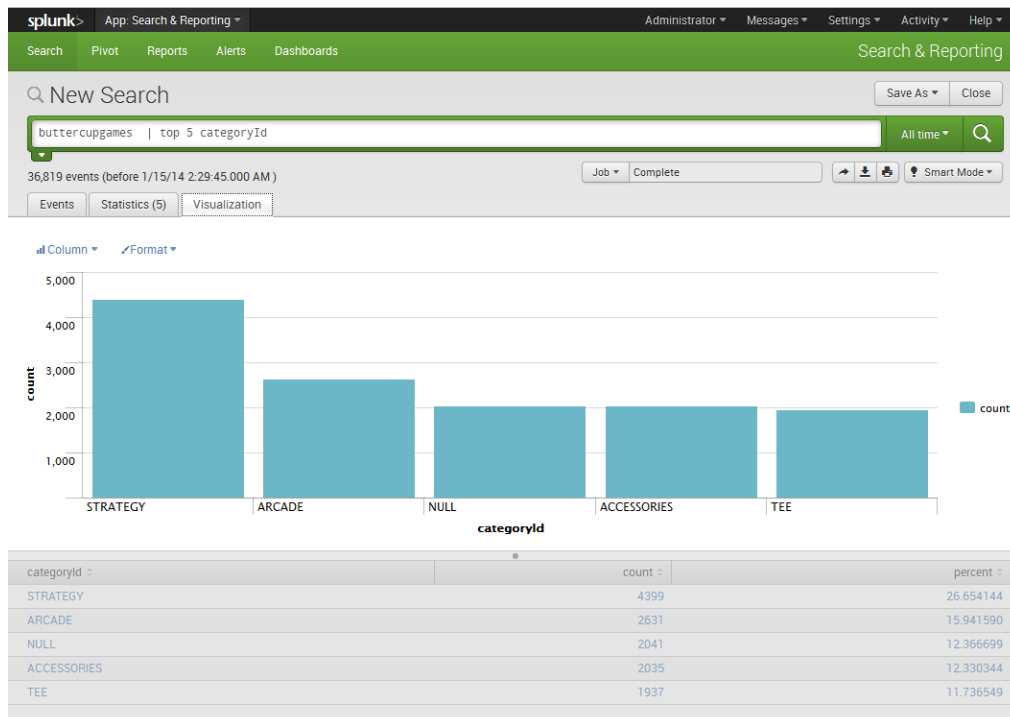 splunk> App: Search & Reporting Administrator Messages Settings Activity Help
Search Pivot Reports Alerts Dashboards Search & Reporting
New Search Save As Close
buttercupgames | top 5 categoryId All time
36,819 events (before 1/15/14 2:29:45.000 AM ) Job Complete Smart Mode
Events Statistics (5) Visualization
Column Format
5,000
4,000
3,000
2,000
1,000
count
count
STRATEGY ARCADE NULL ACCESSORIES TEE
categoryId
categoryId count percent
STRATEGY 4399 26.654144
ARCADE 2631 15.941590
NULL 2041 12.366699
ACCESSORIES 2035 12.330344
TEE 1937 11.736549